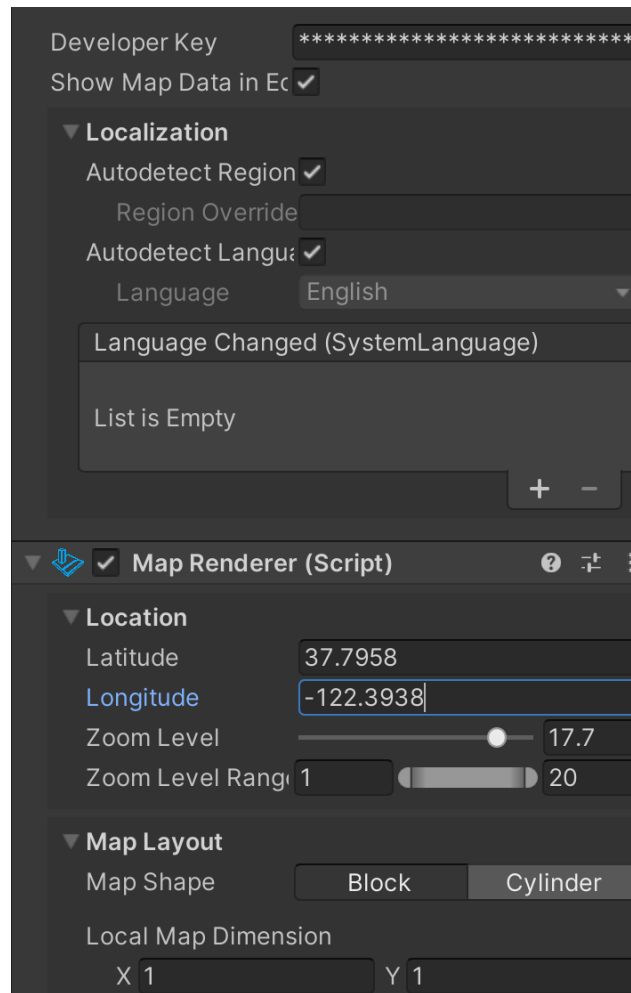 Developer Key ***************************
Show Map Data in Ec
Localization
Autodetect Region
Region Override
Autodetect Langua
Language English
Language Changed (SystemLanguage)
List is Empty
+ −
Map Renderer (Script)
Location
Latitude 37.7958
Longitude -122.3938
Zoom Level 17.7
Zoom Level Range 1 20
Map Layout
Map Shape Block Cylinder
Local Map Dimension
X 1 Y 1